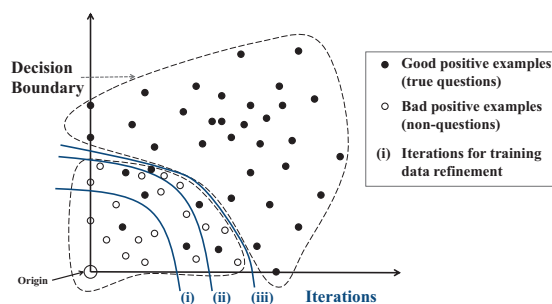 Decision
Boundary
Good positive examples
(true questions)
Bad positive examples
(non-questions)
(i) Iterations for training
data refinement
Origin
(i) (ii) (iii) Iterations